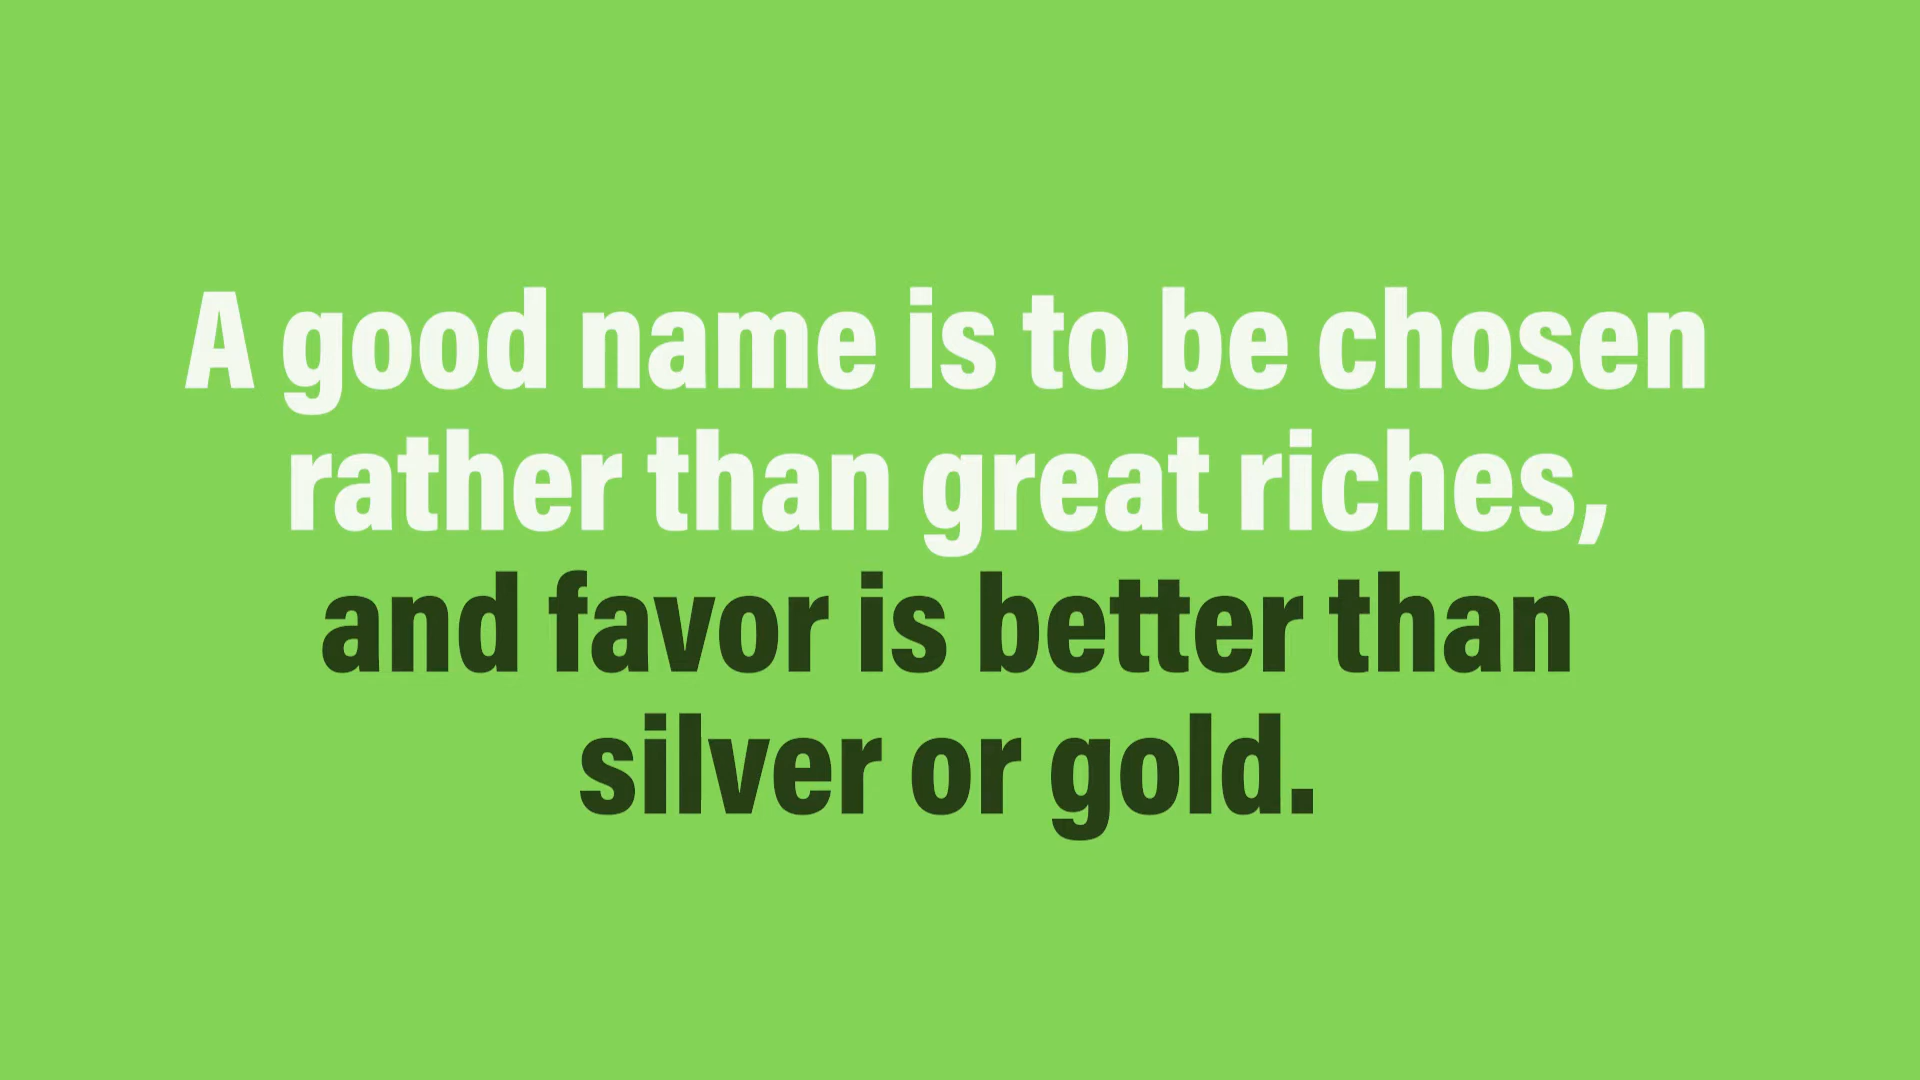 A good name is to be chosen
rather than great riches,
and favor is better than
silver or gold.